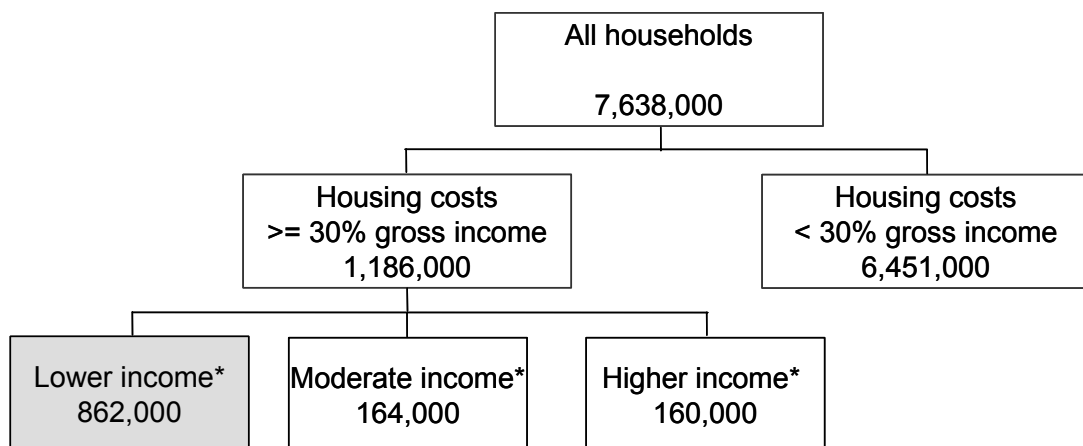 All households
7,638,000
Housing costs
>= 30% gross income
1,186,000
Housing costs
< 30% gross income
6,451,000
Lower income*
862,000
Moderate income*
164,000
Higher income*
160,000